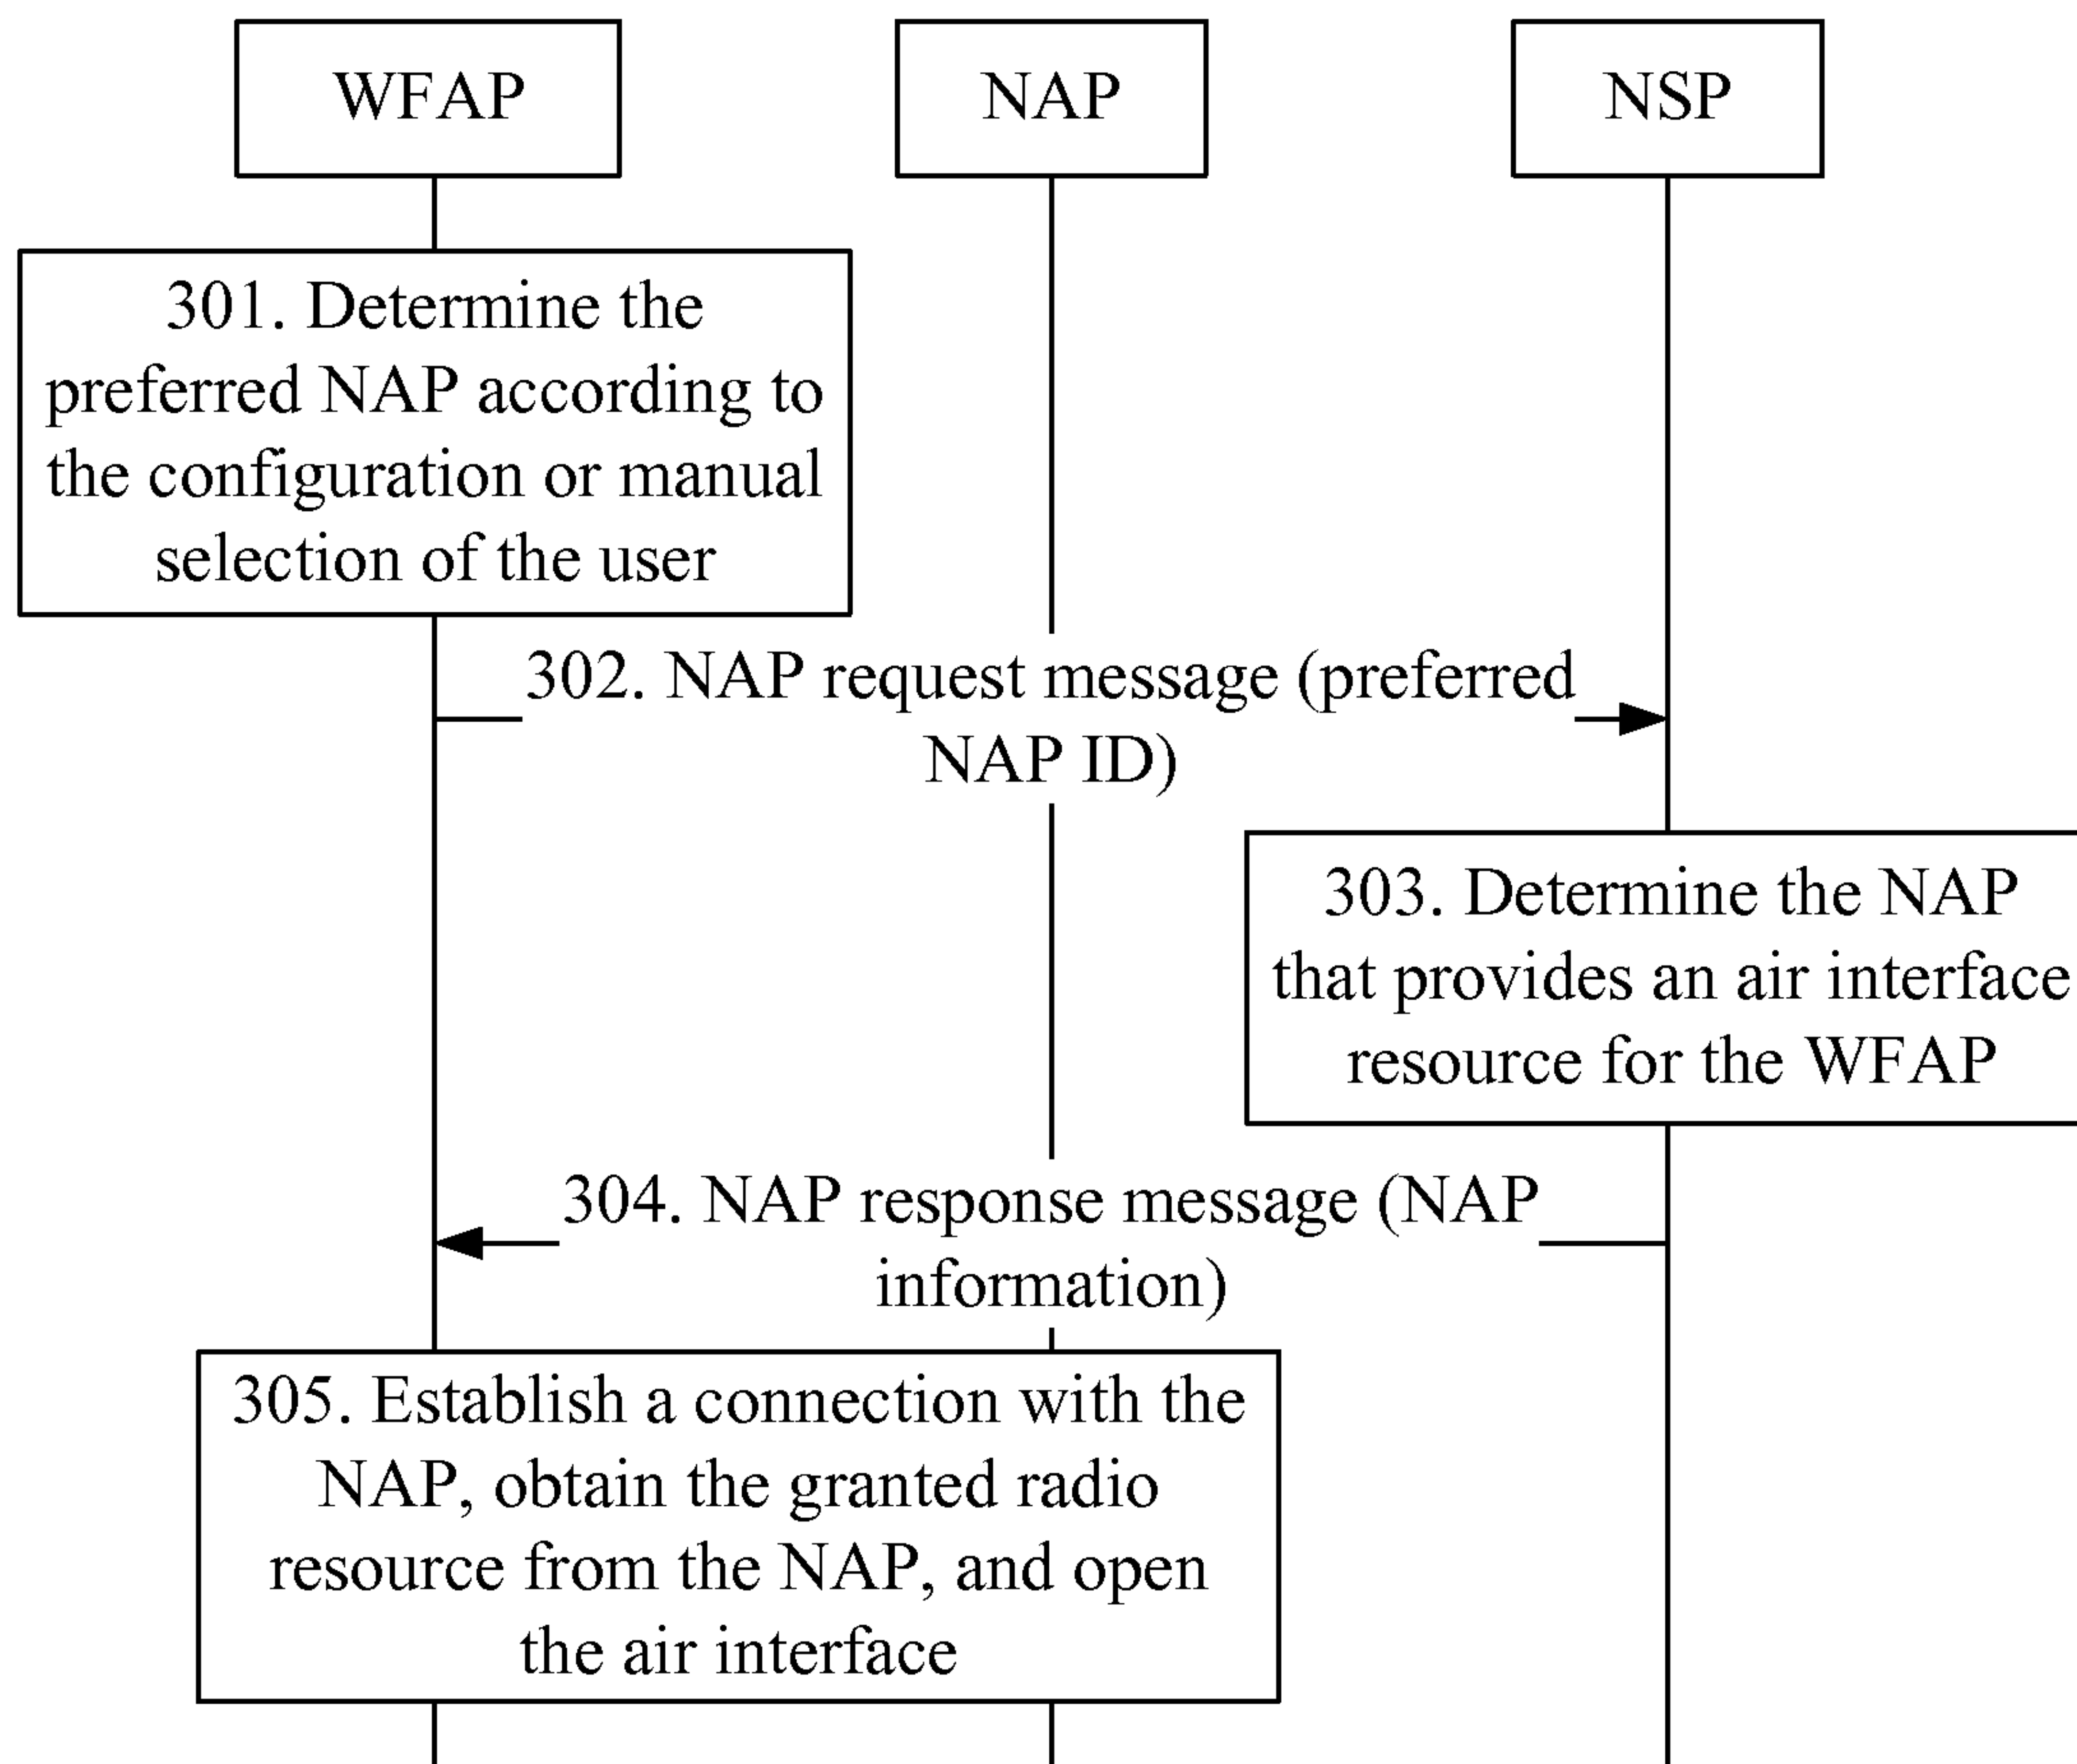 WFAP
NAP
NSP
301. Determine the
preferred NAP according to
the configuration or manual
selection of the user
302. NAP request message (preferred
NAP ID)
303. Determine the NAP
that provides an air interface
resource for the WFAP
304. NAP response message (NAP
information)
305. Establish a connection with the
NAP, obtain the granted radio
resource from the NAP, and open
the air interface